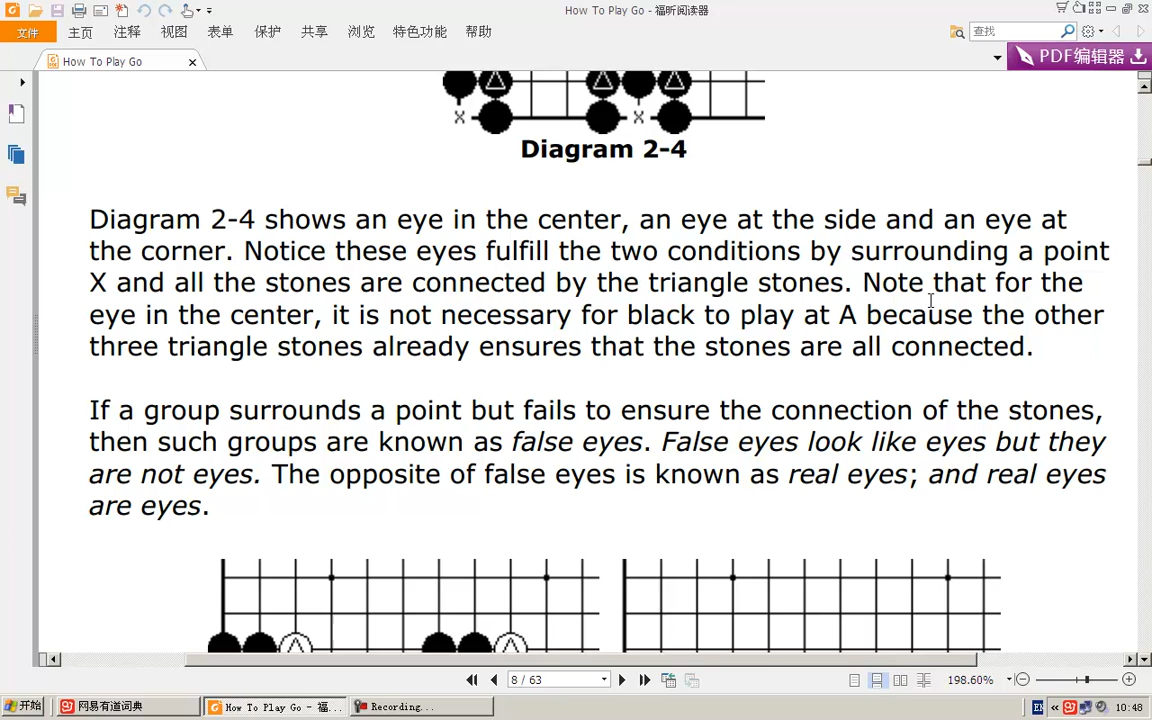 How To Play Go - 福昕阅读器
文件 主页 注释 视图 表单 保护 共享 浏览 特色功能 帮助
查找
How To Play Go
PDF编辑器
X X
Diagram 2-4
Diagram 2-4 shows an eye in the center, an eye at the side and an eye at
the corner. Notice these eyes fulfill the two conditions by surrounding a point
X and all the stones are connected by the triangle stones. Note that for the
eye in the center, it is not necessary for black to play at A because the other
three triangle stones already ensures that the stones are all connected.
If a group surrounds a point but fails to ensure the connection of the stones,
then such groups are known as false eyes. False eyes look like eyes but they
are not eyes. The opposite of false eyes is known as real eyes; and real eyes
are eyes.
8 / 63
198.60%
开始
网易有道词典
How To Play Go - 福...
Recording...
EN
10:48